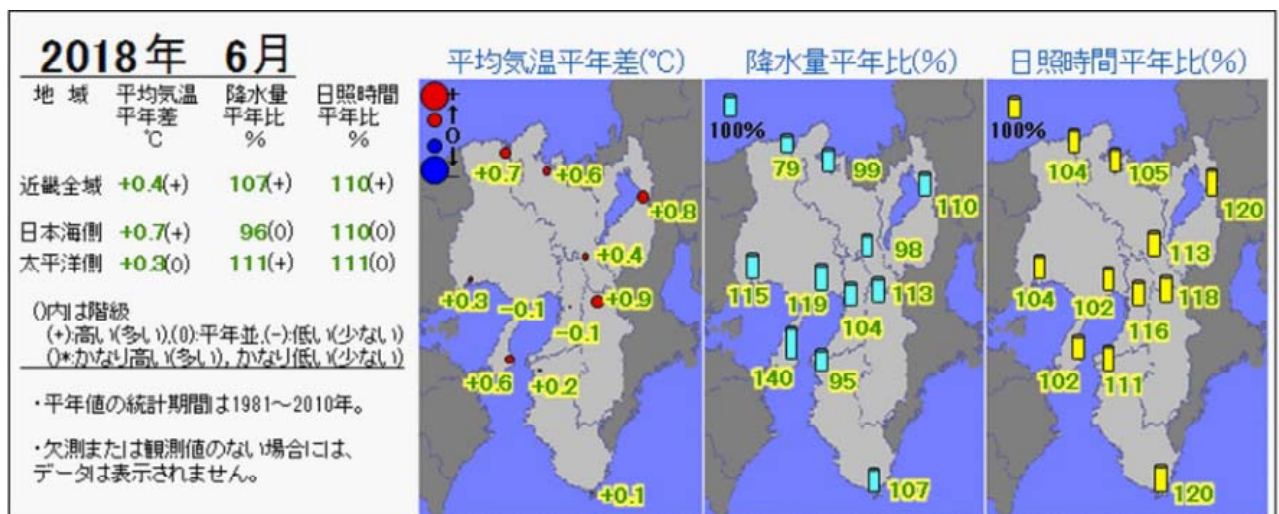 2018年 6月
地 域 平均気温 降水量 日照時間
平年差 平年比 平年比
℃ % %
近畿全域 +0.4(+) 107(+) 110(+)
日本海側 +0.7(+) 96(0) 110(0)
太平洋側 +0.3(0) 111(+) 111(0)
()内は階級
(+):高い(多い),(0):平年並,(-):低い(少ない)
()*:かなり高い(多い), かなり低い(少ない)
・平年値の統計期間は1981～2010年。
・欠測または観測値のない場合には、
データは表示されません。
平均気温平年差(℃)
+
↑
0
↓
-
+0.7
+0.6
+0.8
+0.4
+0.3
-0.1
+0.9
-0.1
+0.6
+0.2
+0.1
降水量平年比(%)
100%
79
99
110
98
115
119
113
104
140
95
107
日照時間平年比(%)
100%
104
105
120
113
104
102
118
116
102
111
120